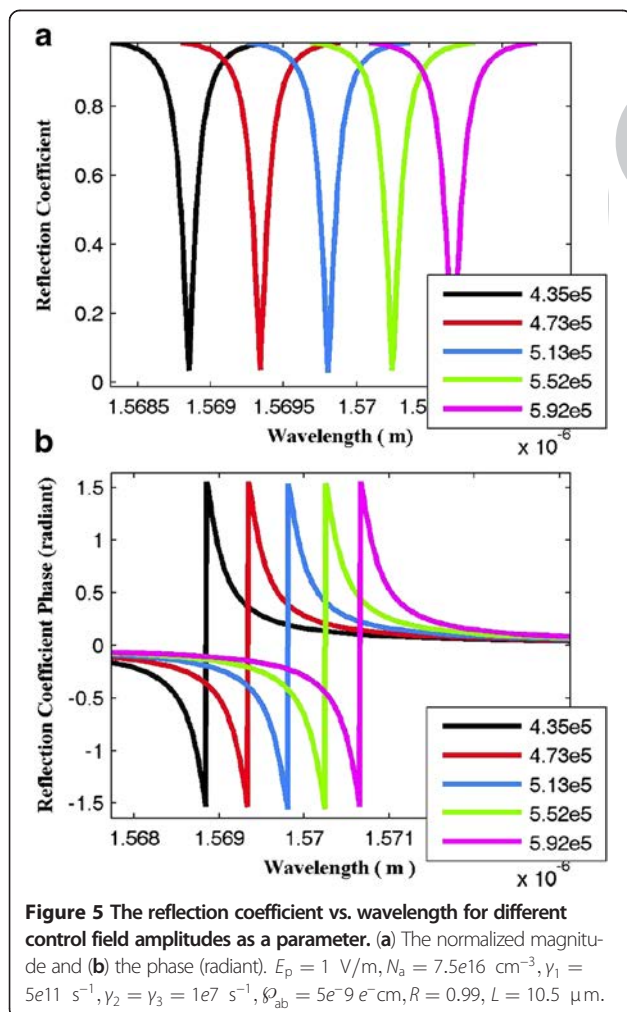 a
Reflection Coefficient
0.8
0.6
0.4
0.2
0
1.5685 1.569 1.5695 1.57
Wavelength ( m )
x 10⁻⁶
4.35e5
4.73e5
5.13e5
5.52e5
5.92e5
b
Reflection Coefficient Phase (radiant)
1.5
1
0.5
0
-0.5
-1
-1.5
1.568 1.569 1.57 1.571
Wavelength ( m )
x 10⁻⁶
4.35e5
4.73e5
5.13e5
5.52e5
5.92e5
Figure 5 The reflection coefficient vs. wavelength for different
control field amplitudes as a parameter. (a) The normalized magnitu-
de and (b) the phase (radiant). Eₚ = 1 V/m, Nₐ = 7.5e16 cm⁻³, γ₁ =
5e11 s⁻¹, γ₂ = γ₃ = 1e7 s⁻¹, ℘ab = 5e⁻9 e⁻cm, R = 0.99, L = 10.5 μm.